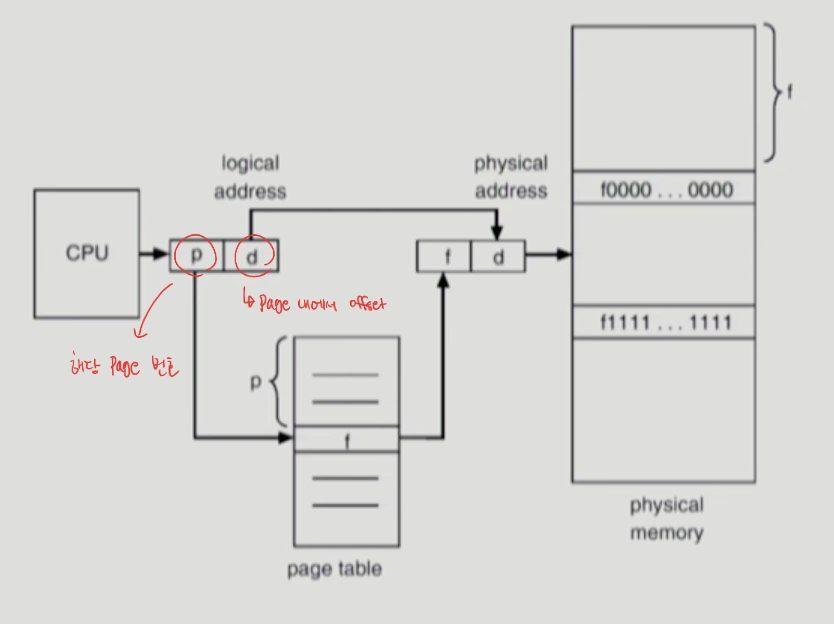 f
logical
address
physical
address
f0000 ... 0000
CPU
p
d
f
d
↳ page 내에서 offset
f1111 ... 1111
해당 page 번호
p
f
physical
memory
page table